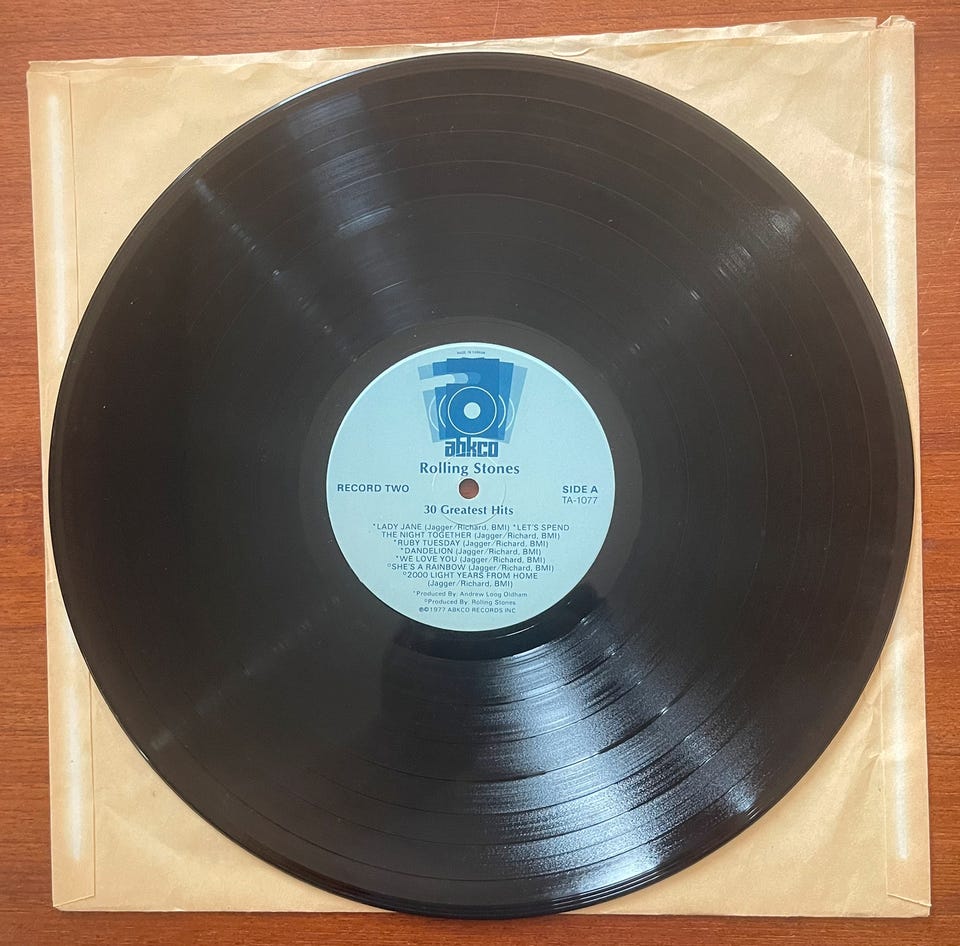 MADE IN CANADA
abkco
Rolling Stones
RECORD TWO
SIDE A
TA-1077
30 Greatest Hits
*LADY JANE (Jagger/Richard, BMI) *LET'S SPEND
THE NIGHT TOGETHER (Jagger/Richard, BMI)
*RUBY TUESDAY (Jagger/Richard, BMI)
*DANDELION (Jagger/Richard, BMI)
*WE LOVE YOU (Jagger/Richard, BMI)
°SHE'S A RAINBOW (Jagger/Richard, BMI)
°2000 LIGHT YEARS FROM HOME
(Jagger/Richard, BMI)
*Produced By: Andrew Loog Oldham
°Produced By: Rolling Stones
℗©1977 ABKCO RECORDS INC